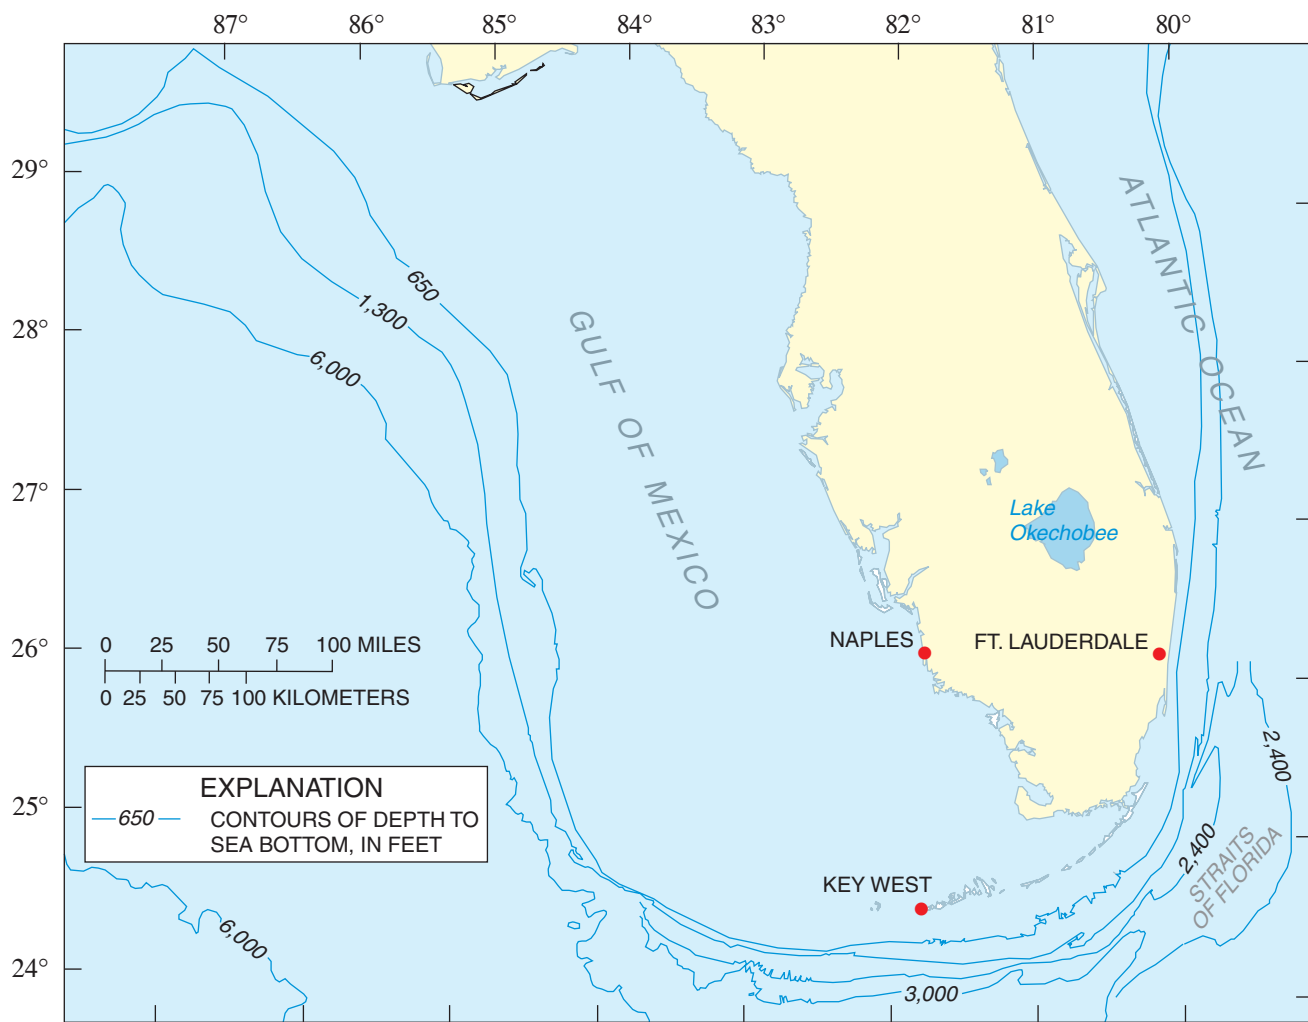 87° 86° 85° 84° 83° 82° 81° 80°
29°
28°
27°
26°
25°
24°
650
1,300
6,000
GULF OF MEXICO
ATLANTIC OCEAN
Lake
Okechobee
NAPLES
FT. LAUDERDALE
0 25 50 75 100 MILES
0 25 50 75 100 KILOMETERS
EXPLANATION
650 CONTOURS OF DEPTH TO
SEA BOTTOM, IN FEET
2,400
2,400
STRAITS
OF FLORIDA
KEY WEST
6,000
3,000